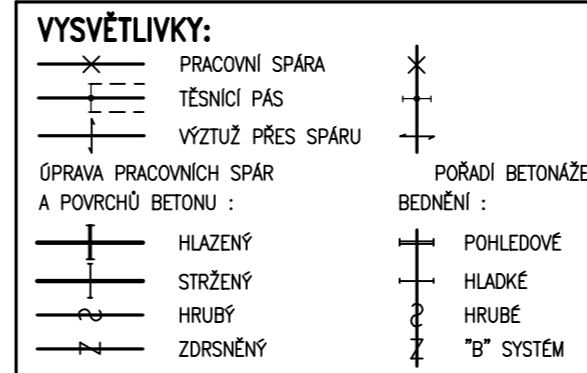 VYSVĚTLIVKY:
PRACOVNÍ SPÁRA
TĚSNÍCÍ PÁS
VÝZTUŽ PŘES SPÁRU
ÚPRAVA PRACOVNÍCH SPÁR
A POVRCHŮ BETONU :
HLAZENÝ
STRŽENÝ
HRUBÝ
ZDRSNĚNÝ
POŘADÍ BETONÁŽE
BEDNĚNÍ :
POHLEDOVÉ
HLADKÉ
HRUBÉ
"B" SYSTÉM